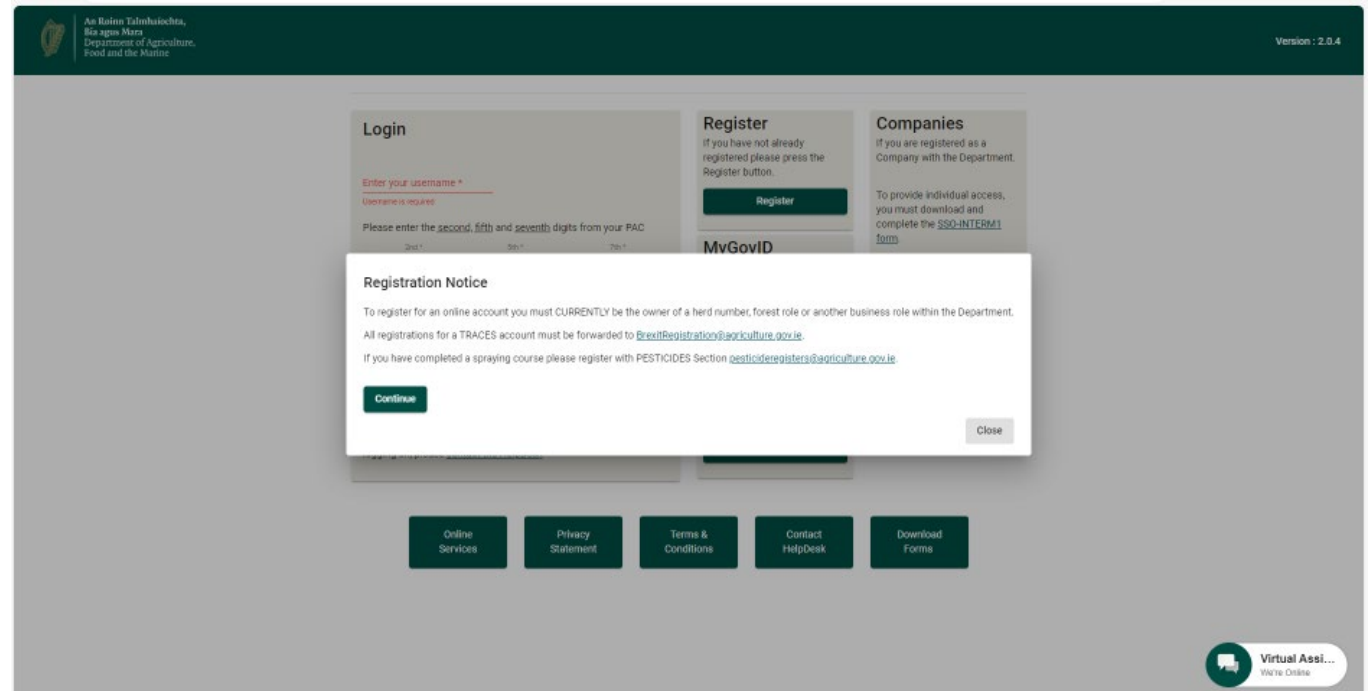 An Roinn Talmhaíochta,
Bia agus Mara
Department of Agriculture,
Food and the Marine
Version : 2.0.4
Login
Enter your username *
Username is required
Please enter the second, fifth and seventh digits from your PAC
2nd *
5th *
7th *
Register
If you have not already
registered please press the
Register button.
Register
MyGovID
Companies
If you are registered as a
Company with the Department.
To provide individual access,
you must download and
complete the SSO-INTERM1
form.
Registration Notice
To register for an online account you must CURRENTLY be the owner of a herd number, forest role or another business role within the Department.
All registrations for a TRACES account must be forwarded to BrexitRegistration@agriculture.gov.ie.
If you have completed a spraying course please register with PESTICIDES Section pesticideregisters@agriculture.gov.ie.
Continue
Close
Online
Services
Privacy
Statement
Terms &
Conditions
Contact
HelpDesk
Download
Forms
Virtual Assi...
We're Online